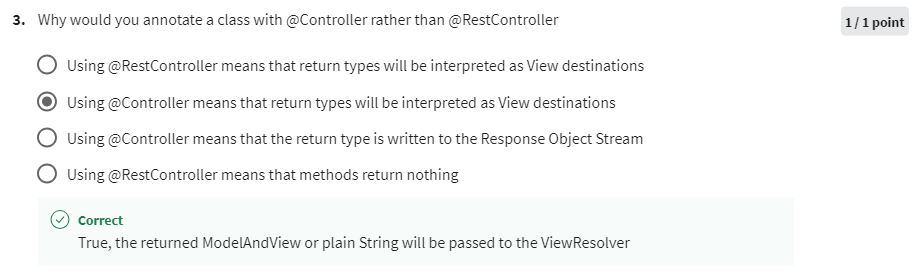 3. Why would you annotate a class with @Controller rather than @RestController
1 / 1 point
Using @RestController means that return types will be interpreted as View destinations
Using @Controller means that return types will be interpreted as View destinations
Using @Controller means that the return type is written to the Response Object Stream
Using @RestController means that methods return nothing
Correct
True, the returned ModelAndView or plain String will be passed to the ViewResolver